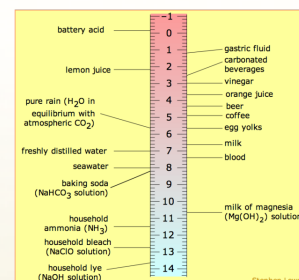 -1
0
1
2
3
4
5
6
7
8
9
10
11
12
13
14
battery acid
lemon juice
pure rain (H₂O in
equilibrium with
atmospheric CO₂)
freshly distilled water
seawater
baking soda
(NaHCO₃ solution)
household
ammonia (NH₃)
household bleach
(NaClO solution)
household lye
(NaOH solution)
gastric fluid
carbonated
beverages
vinegar
orange juice
beer
coffee
egg yolks
milk
blood
milk of magnesia
(Mg(OH)₂) solution
Stephen